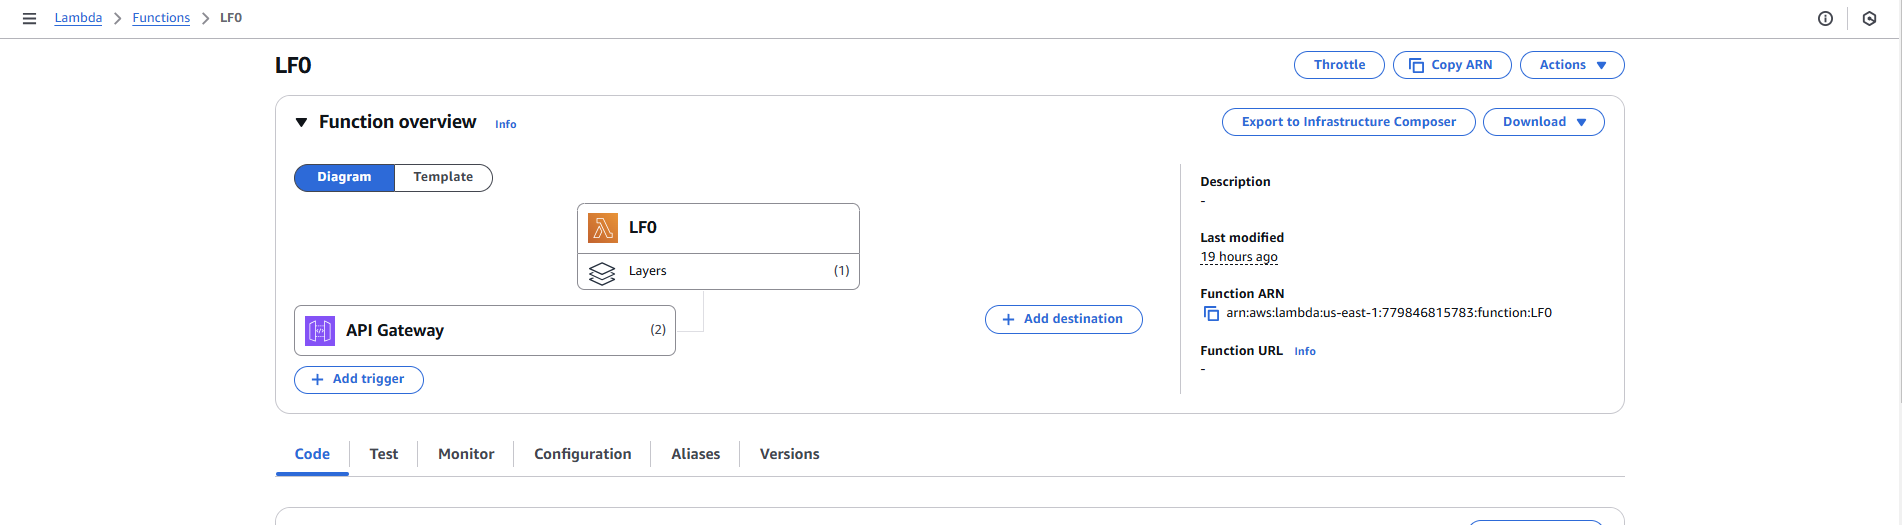 Lambda > Functions > LF0
LF0
Throttle
Copy ARN
Actions
Function overview Info
Export to Infrastructure Composer
Download
Diagram
Template
LF0
Layers (1)
API Gateway (2)
+ Add trigger
+ Add destination
Description
-
Last modified
19 hours ago
Function ARN
arn:aws:lambda:us-east-1:779846815783:function:LF0
Function URL Info
-
Code
Test
Monitor
Configuration
Aliases
Versions